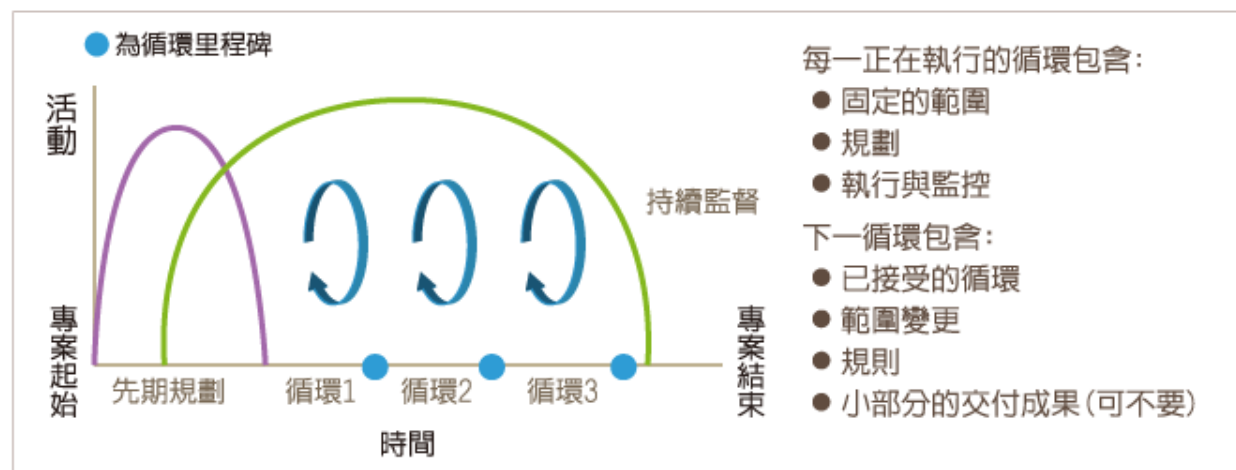 為循環里程碑
活動
持續監督
專案起始
專案結束
先期規劃
循環1
循環2
循環3
時間
每一正在執行的循環包含：
● 固定的範圍
● 規劃
● 執行與監控
下一循環包含：
● 已接受的循環
● 範圍變更
● 規則
● 小部分的交付成果（可不要）